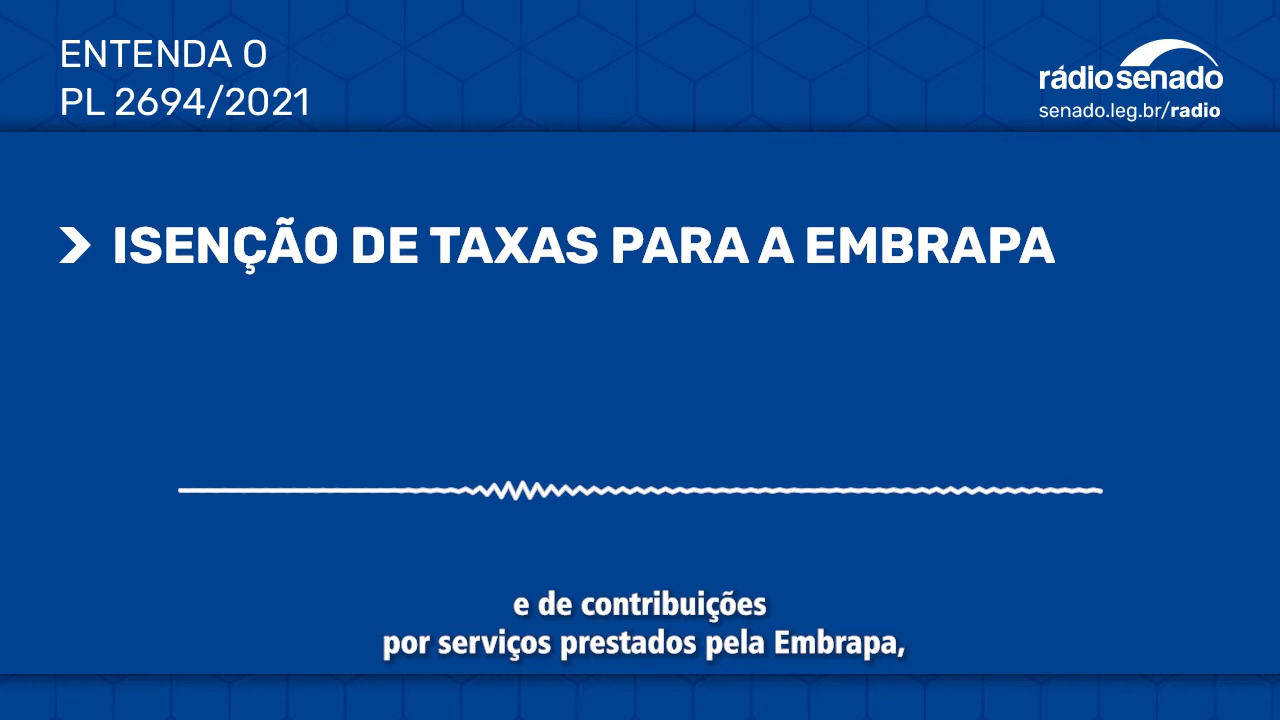 ENTENDA O
PL 2694/2021
rádio senado
senado.leg.br/radio
ISENÇÃO DE TAXAS PARA A EMBRAPA
e de contribuições
por serviços prestados pela Embrapa,